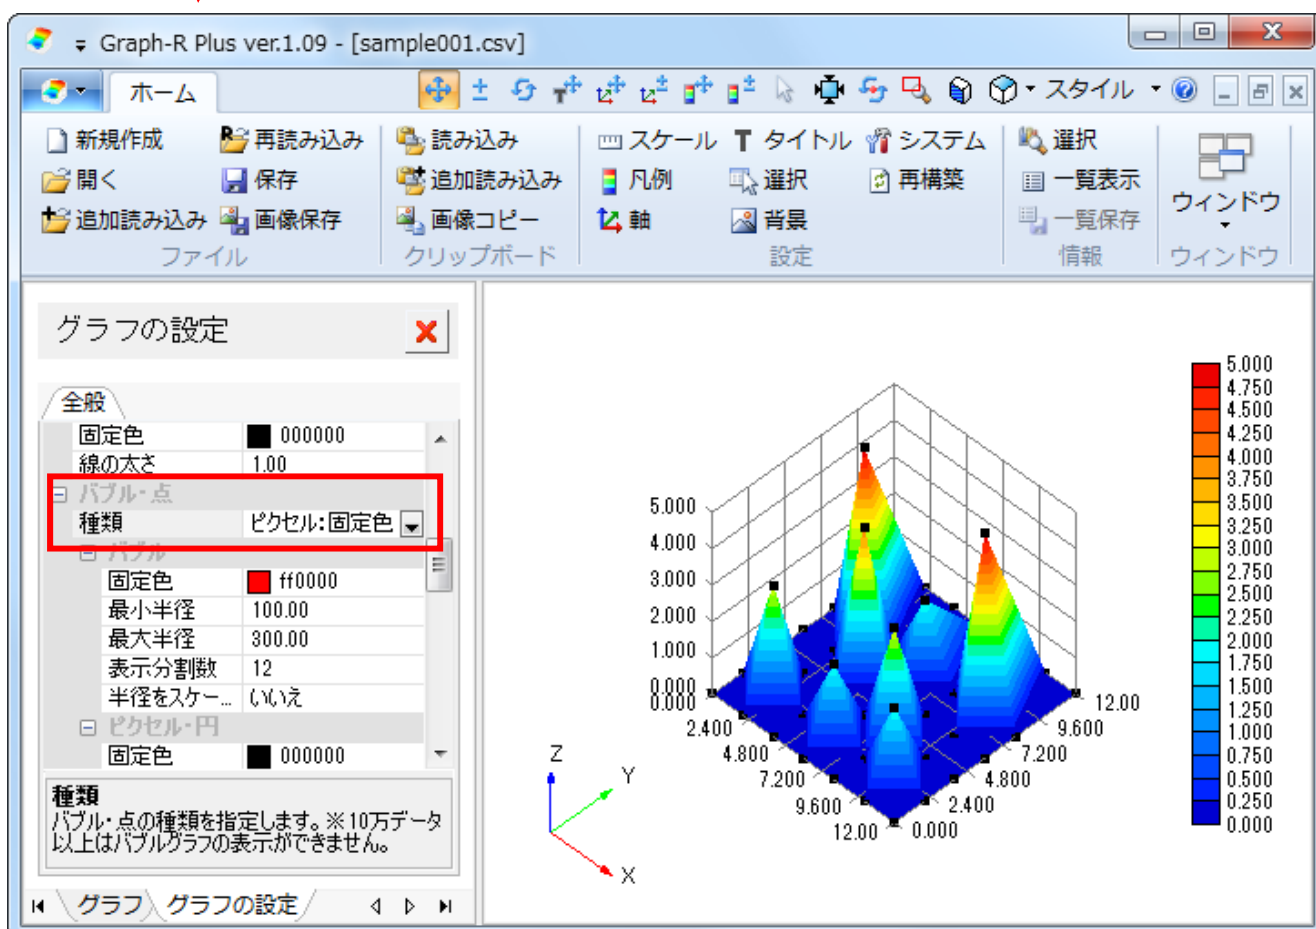 Graph-R Plus ver.1.09 - [sample001.csv]
ホーム
スタイル
新規作成 再読み込み 読み込み スケール T タイトル システム 選択
開く 保存 追加読み込み 凡例 選択 再構築 一覧表示
追加読み込み 画像保存 画像コピー 軸 背景 一覧保存
ウィンドウ
ファイル クリップボード 設定 情報 ウィンドウ
グラフの設定
全般
固定色 000000
線の太さ 1.00
バブル・点
種類 ピクセル:固定色
バブル
固定色 ff0000
最小半径 100.00
最大半径 300.00
表示分割数 12
半径をスケー... いいえ
ピクセル・円
固定色 000000
種類
バブル・点の種類を指定します。※10万データ
以上はバブルグラフの表示ができません。
グラフ グラフの設定
5.000
4.000
3.000
2.000
1.000
0.000
0.000
2.400
4.800
7.200
9.600
12.00
0.000
2.400
4.800
7.200
9.600
12.00
Z
Y
X
5.000
4.750
4.500
4.250
4.000
3.750
3.500
3.250
3.000
2.750
2.500
2.250
2.000
1.750
1.500
1.250
1.000
0.750
0.500
0.250
0.000